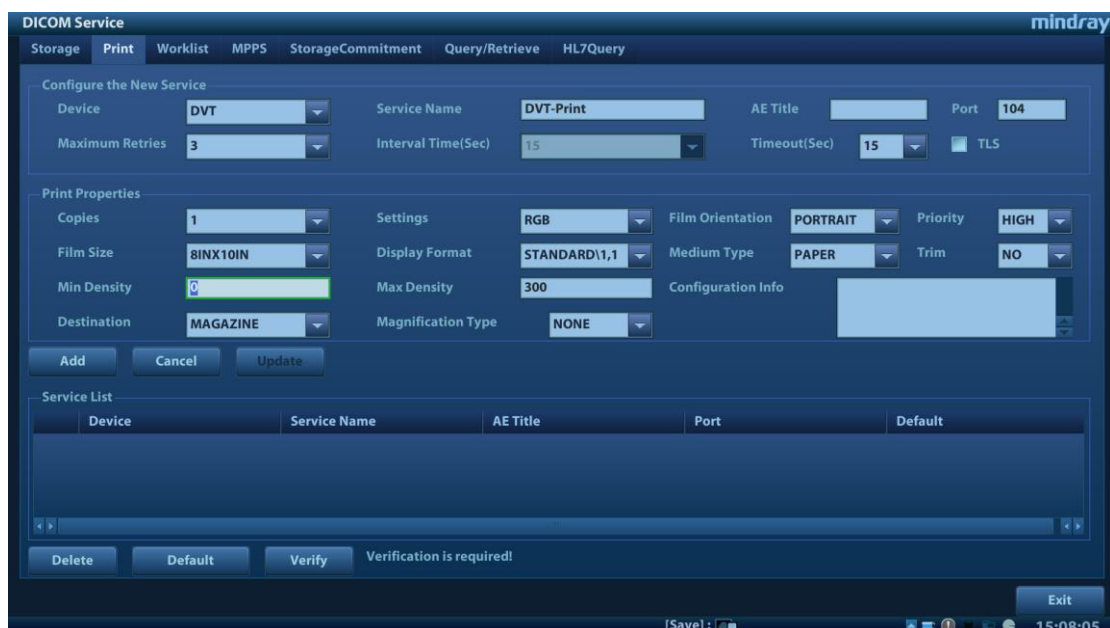 DICOM Service mindray
Storage Print Worklist MPPS StorageCommitment Query/Retrieve HL7Query
Configure the New Service
Device DVT Service Name DVT-Print AE Title Port 104
Maximum Retries 3 Interval Time(Sec) 15 Timeout(Sec) 15 TLS
Print Properties
Copies 1 Settings RGB Film Orientation PORTRAIT Priority HIGH
Film Size 8INX10IN Display Format STANDARD\1,1 Medium Type PAPER Trim NO
Min Density 0 Max Density 300 Configuration Info
Destination MAGAZINE Magnification Type NONE
Add Cancel Update
Service List
Device Service Name AE Title Port Default
Delete Default Verify Verification is required!
Exit
[Save] : 15:08:05